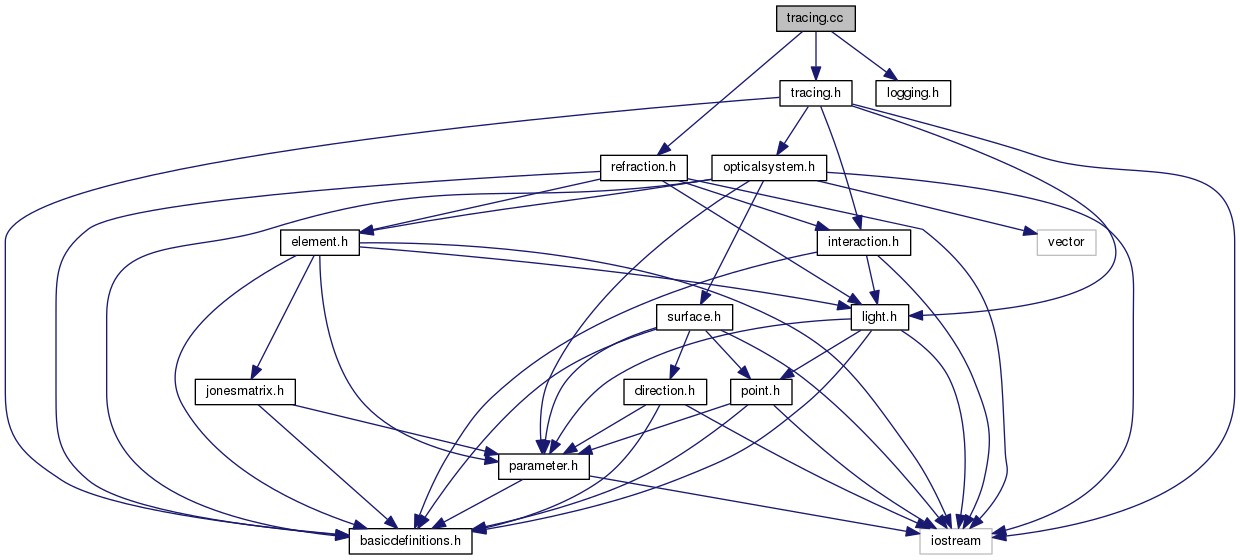 tracing.cc
tracing.h
logging.h
refraction.h
opticalsystem.h
element.h
interaction.h
vector
surface.h
light.h
jonesmatrix.h
direction.h
point.h
parameter.h
basicdefinitions.h
iostream